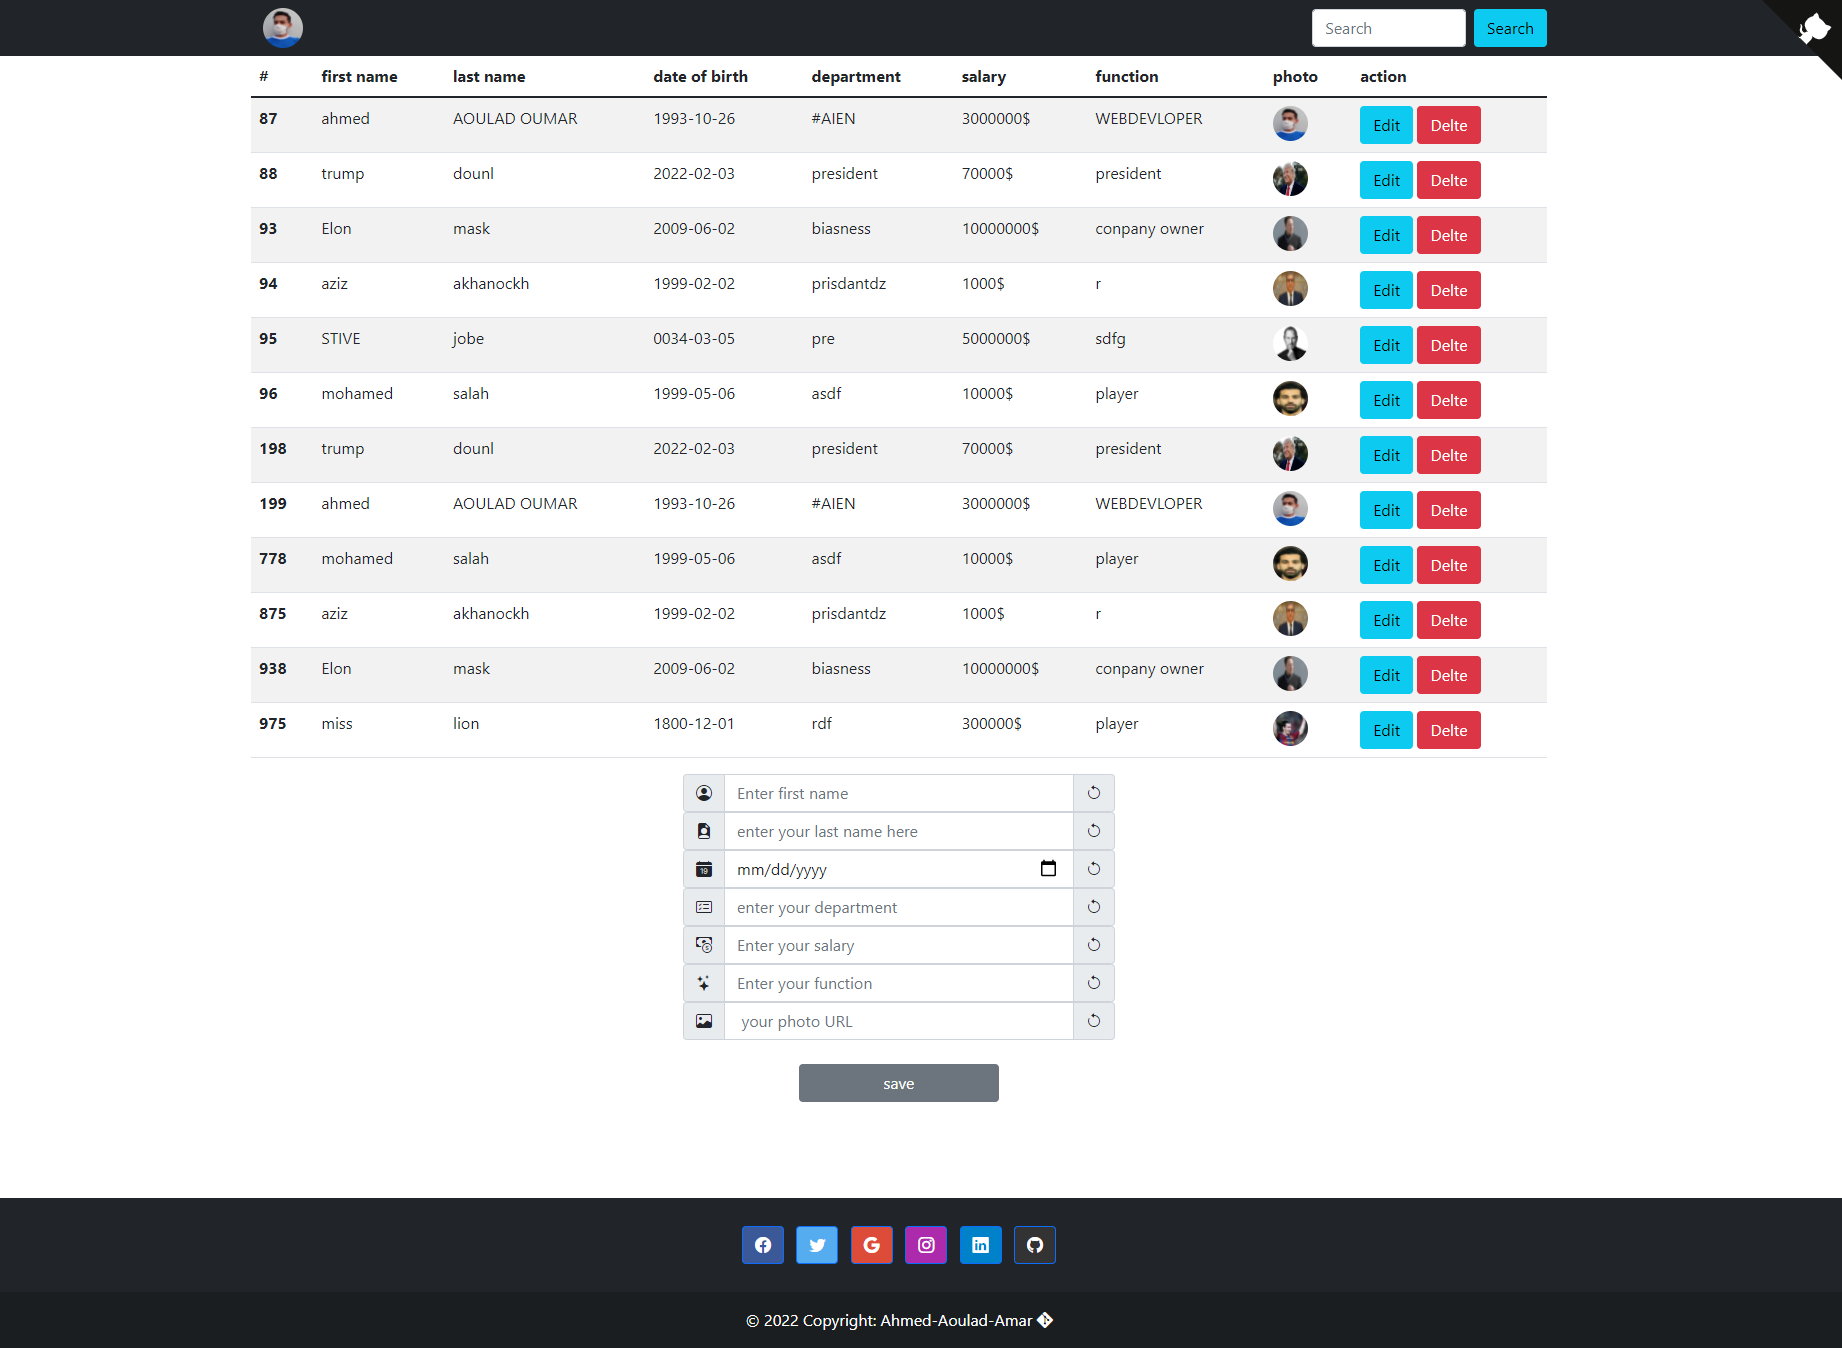 Search Search
# first name last name date of birth department salary function photo action
87 ahmed AOULAD OUMAR 1993-10-26 #AIEN 3000000$ WEBDEVLOPER Edit Delte
88 trump dounl 2022-02-03 president 70000$ president Edit Delte
93 Elon mask 2009-06-02 biasness 10000000$ conpany owner Edit Delte
94 aziz akhanockh 1999-02-02 prisdantdz 1000$ r Edit Delte
95 STIVE jobe 0034-03-05 pre 5000000$ sdfg Edit Delte
96 mohamed salah 1999-05-06 asdf 10000$ player Edit Delte
198 trump dounl 2022-02-03 president 70000$ president Edit Delte
199 ahmed AOULAD OUMAR 1993-10-26 #AIEN 3000000$ WEBDEVLOPER Edit Delte
778 mohamed salah 1999-05-06 asdf 10000$ player Edit Delte
875 aziz akhanockh 1999-02-02 prisdantdz 1000$ r Edit Delte
938 Elon mask 2009-06-02 biasness 10000000$ conpany owner Edit Delte
975 miss lion 1800-12-01 rdf 300000$ player Edit Delte
Enter first name
enter your last name here
19 mm/dd/yyyy
enter your department
Enter your salary
Enter your function
your photo URL
save
© 2022 Copyright: Ahmed-Aoulad-Amar